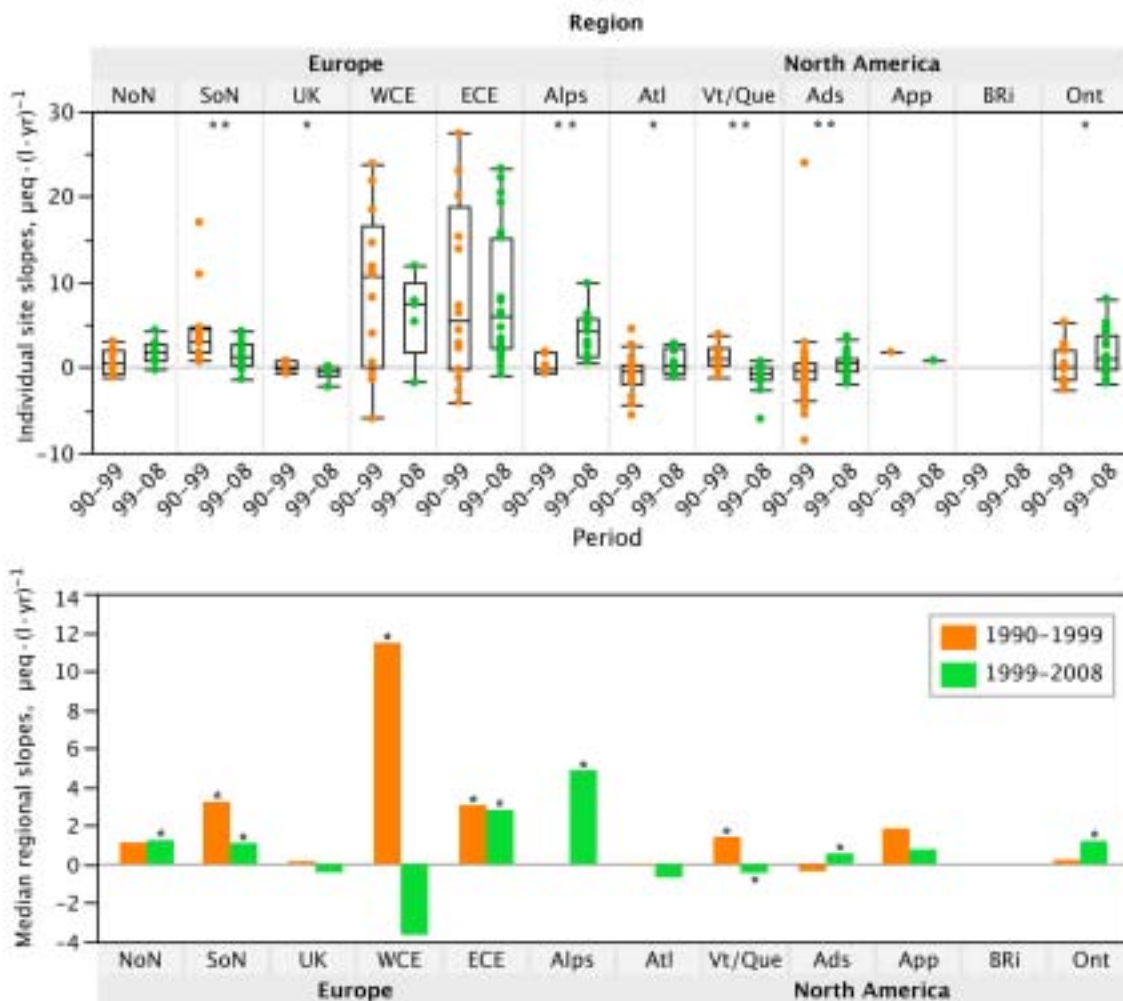 Region
Europe North America
NoN SoN UK WCE ECE Alps Atl Vt/Que Ads App BRi Ont
** * ** * ** ** *
30
20
10
0
-10
Individual site slopes, µeq·(l·yr)⁻¹
90–99 99–08 90–99 99–08 90–99 99–08 90–99 99–08 90–99 99–08 90–99 99–08 90–99 99–08 90–99 99–08 90–99 99–08 90–99 99–08 90–99 99–08 90–99 99–08
Period
14
12
10
8
6
4
2
0
-2
-4
Median regional slopes, µeq·(l·yr)⁻¹
1990–1999
1999–2008
NoN SoN UK WCE ECE Alps Atl Vt/Que Ads App BRi Ont
Europe North America